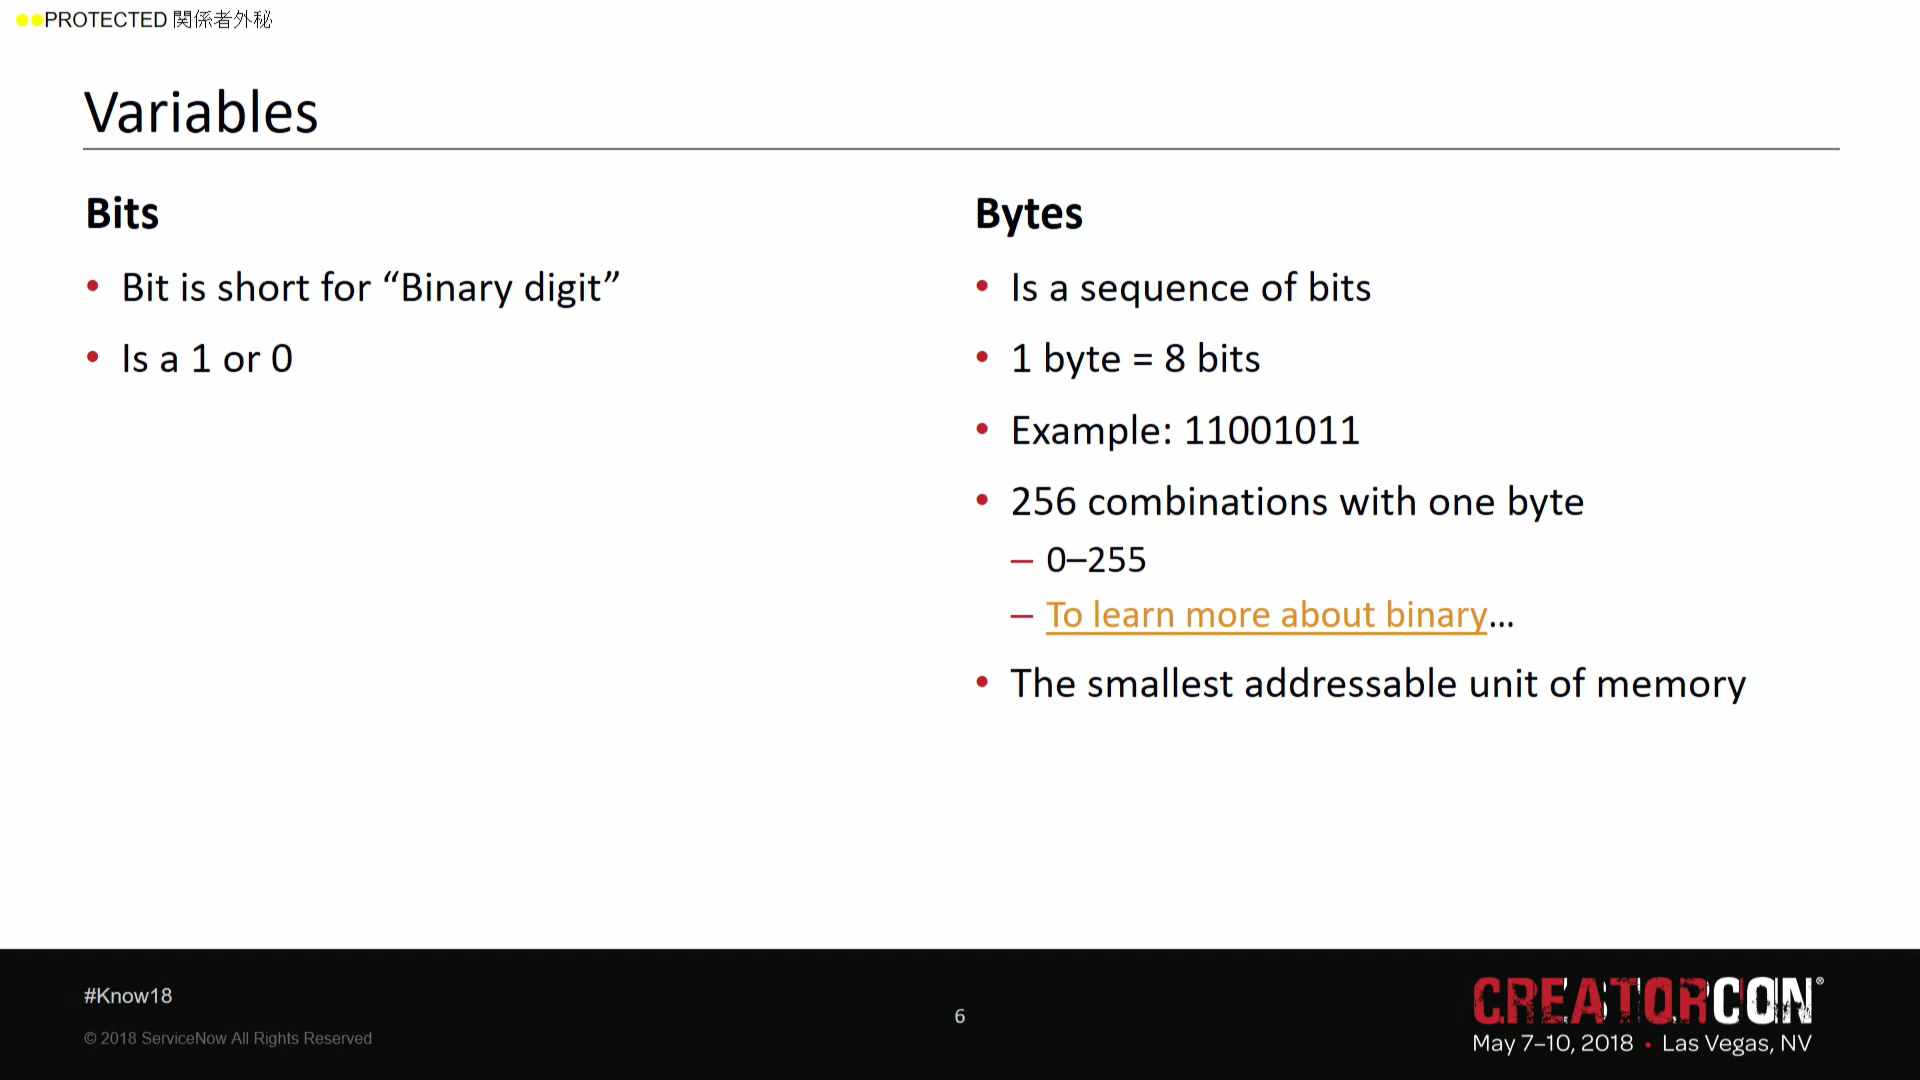 PROTECTED 関係者外秘
Variables
Bits
• Bit is short for “Binary digit”
• Is a 1 or 0
Bytes
• Is a sequence of bits
• 1 byte = 8 bits
• Example: 11001011
• 256 combinations with one byte
– 0–255
– To learn more about binary...
• The smallest addressable unit of memory
#Know18
© 2018 ServiceNow All Rights Reserved
6
CREATORCON®
May 7–10, 2018 • Las Vegas, NV